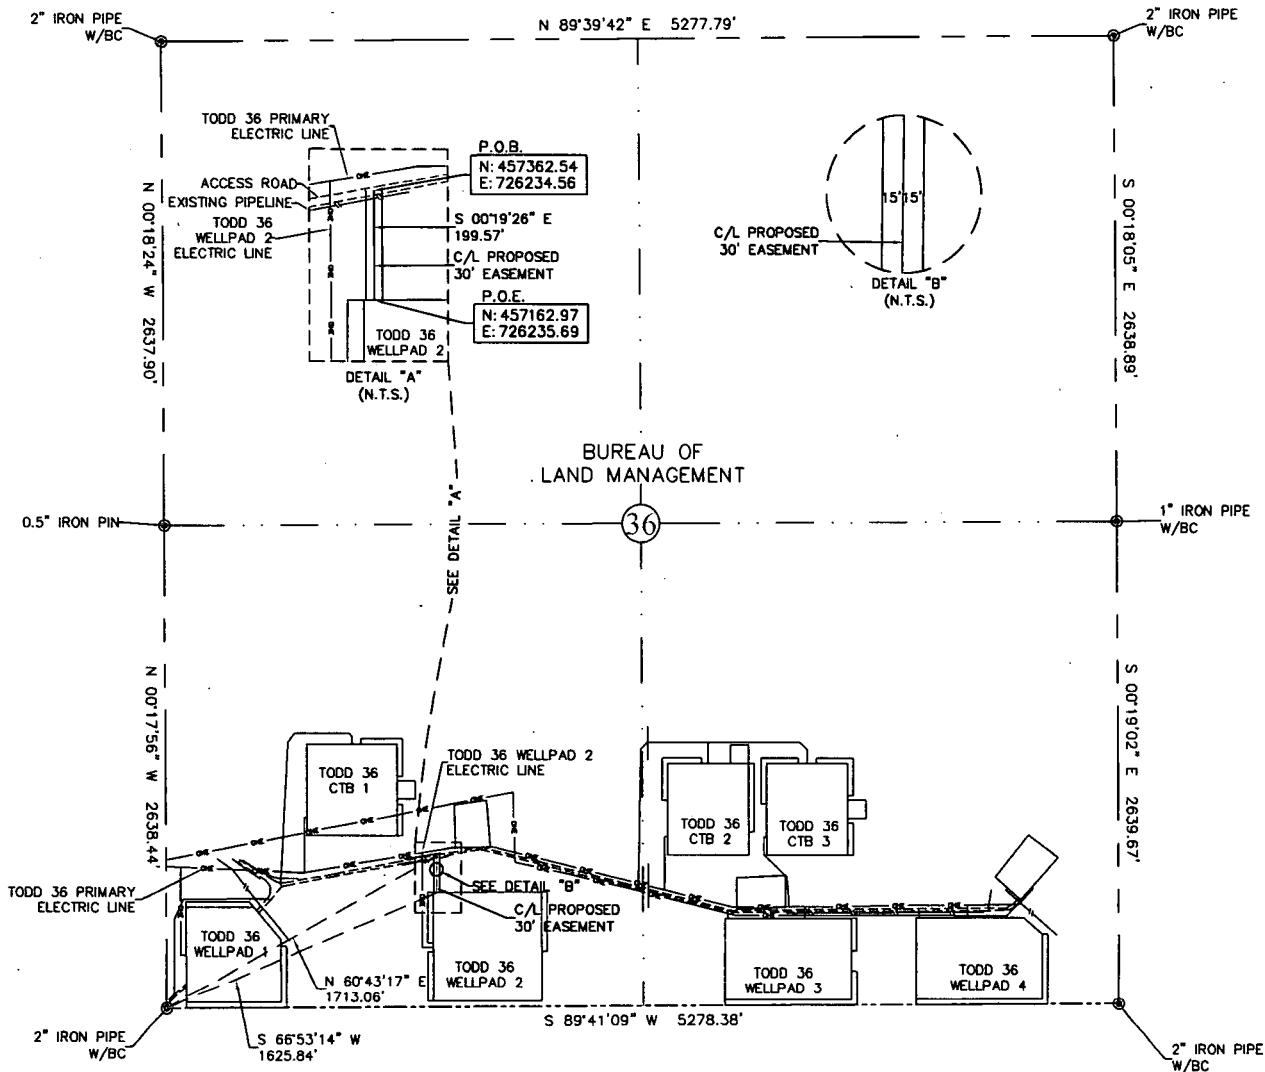 2" IRON PIPE
W/BC
N 89°39'42" E 5277.79'
2" IRON PIPE
W/BC
TODD 36 PRIMARY
ELECTRIC LINE
P.O.B.
N: 457362.54
E: 726234.56
ACCESS ROAD
EXISTING PIPELINE
TODD 36
WELLPAD 2
ELECTRIC LINE
S 00°19'26" E
199.57'
C/L PROPOSED
30' EASEMENT
P.O.E.
N: 457162.97
E: 726235.69
TODD 36
WELLPAD 2
DETAIL "A"
(N.T.S.)
15' 15'
C/L PROPOSED
30' EASEMENT
DETAIL "B"
(N.T.S.)
N 00°18'24" W 2637.90'
S 00°18'05" E 2638.89'
BUREAU OF
LAND MANAGEMENT
36
0.5" IRON PIN
1" IRON PIPE
W/BC
SEE DETAIL "A"
N 00°17'56" W 2638.44'
S 00°19'02" E 2639.67'
TODD 36
CTB 1
TODD 36 WELLPAD 2
ELECTRIC LINE
TODD 36
CTB 2
TODD 36
CTB 3
TODD 36 PRIMARY
ELECTRIC LINE
SEE DETAIL "B"
C/L PROPOSED
30' EASEMENT
TODD 36
WELLPAD 1
TODD 36
WELLPAD 2
TODD 36
WELLPAD 3
TODD 36
WELLPAD 4
N 60°43'17" E
1713.06'
S 89°41'09" W 5278.38'
S 66°53'14" W
1625.84'
2" IRON PIPE
W/BC
2" IRON PIPE
W/BC